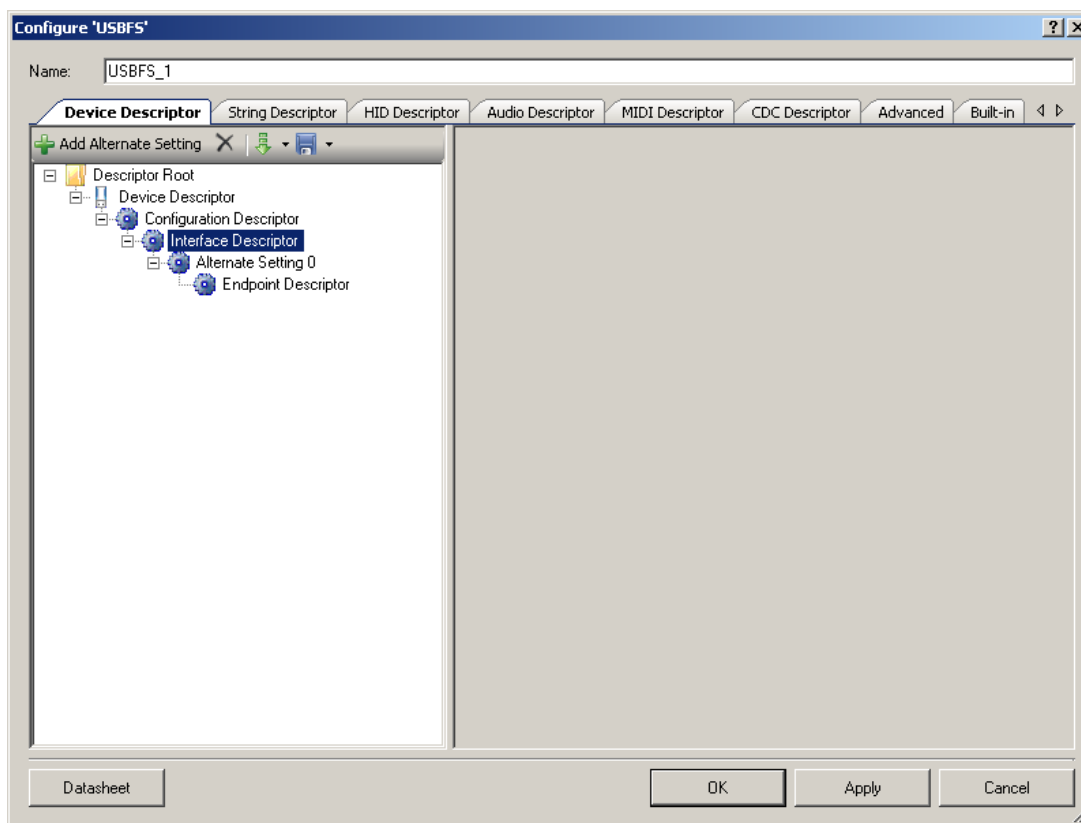 Configure 'USBFS'
Name: USBFS_1
Device Descriptor String Descriptor HID Descriptor Audio Descriptor MIDI Descriptor CDC Descriptor Advanced Built-in
Add Alternate Setting
Descriptor Root
Device Descriptor
Configuration Descriptor
Interface Descriptor
Alternate Setting 0
Endpoint Descriptor
Datasheet OK Apply Cancel